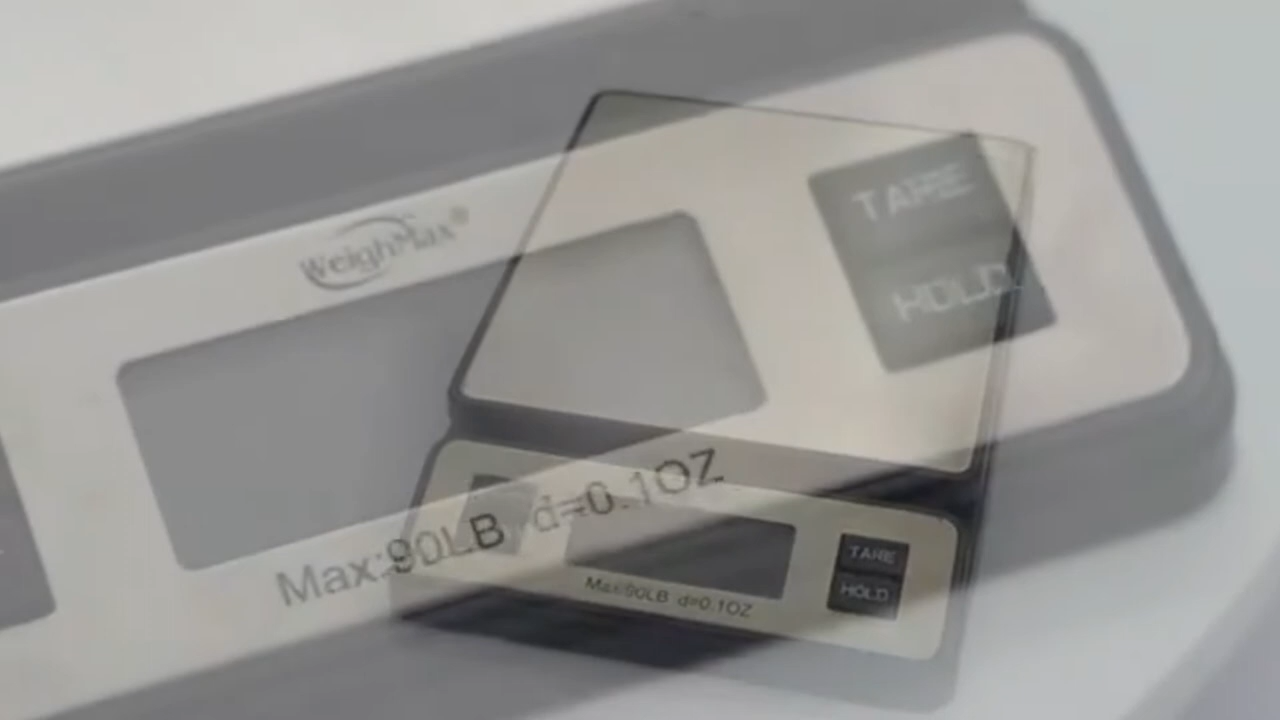 WeighMax®
TARE
HOLD
Max:90LB d=0.1OZ
TARE
HOLD
Max:90LB d=0.1OZ